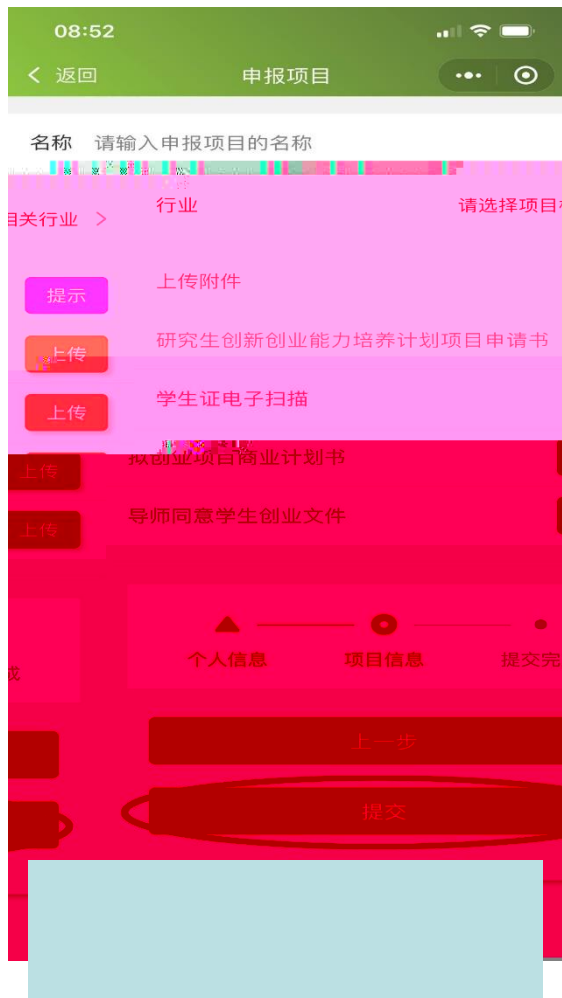 08:52
返回 申报项目
名称 请输入申报项目的名称
行业 请选择项目
关行业 >
上传附件
提示
研究生创新创业能力培养计划项目申请书
上传
学生证电子扫描
上传
拟创业项目商业计划书
上传
导师同意学生创业文件
上传
个人信息 项目信息 提交完
成
上一步
提交